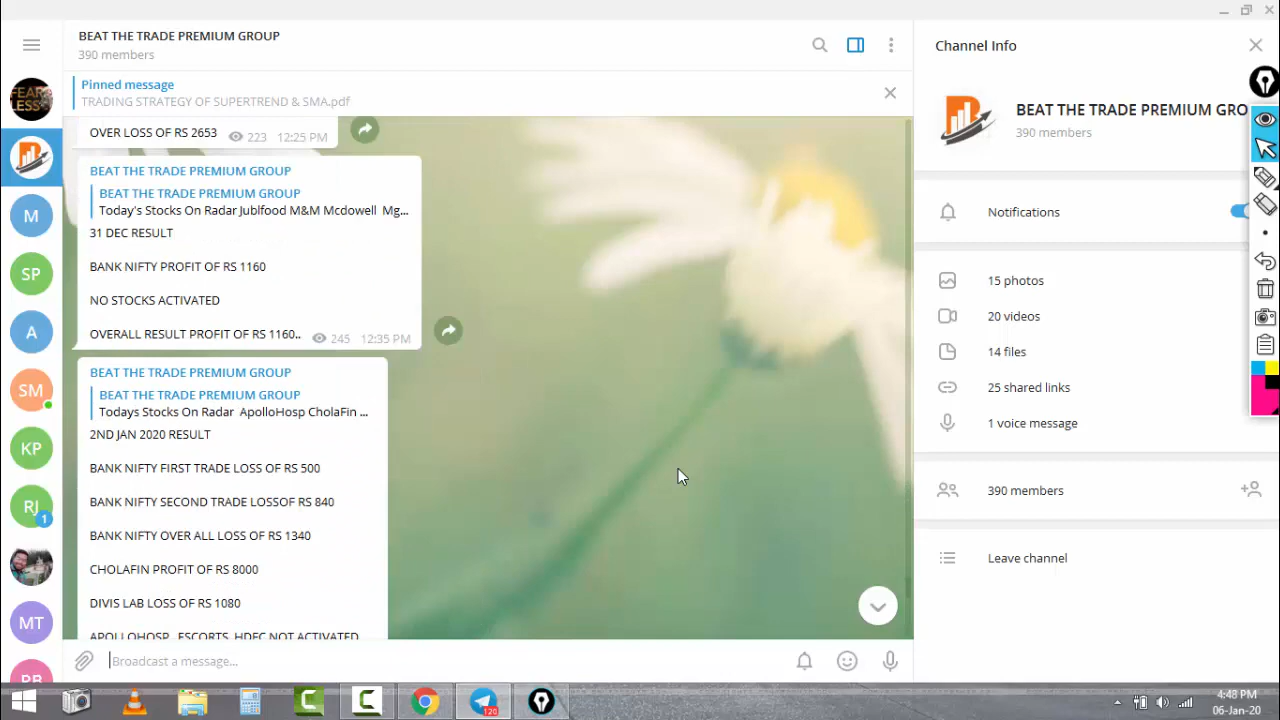 BEAT THE TRADE PREMIUM GROUP
390 members
Pinned message
TRADING STRATEGY OF SUPERTREND & SMA.pdf
OVER LOSS OF RS 2653
223 12:25 PM
BEAT THE TRADE PREMIUM GROUP
BEAT THE TRADE PREMIUM GROUP
Today's Stocks On Radar Jublfood M&M Mcdowell Mg...
31 DEC RESULT
BANK NIFTY PROFIT OF RS 1160
NO STOCKS ACTIVATED
OVERALL RESULT PROFIT OF RS 1160..
245 12:35 PM
BEAT THE TRADE PREMIUM GROUP
BEAT THE TRADE PREMIUM GROUP
Todays Stocks On Radar ApolloHosp CholaFin ...
2ND JAN 2020 RESULT
BANK NIFTY FIRST TRADE LOSS OF RS 500
BANK NIFTY SECOND TRADE LOSSOF RS 840
BANK NIFTY OVER ALL LOSS OF RS 1340
CHOLAFIN PROFIT OF RS 8000
DIVIS LAB LOSS OF RS 1080
APOLLOHOSP, ESCORTS, HDFC NOT ACTIVATED
Broadcast a message...
FEAR
LESS
M
SP
A
SM
KP
RJ
1
MT
Channel Info
BEAT THE TRADE PREMIUM GRO
390 members
Notifications
15 photos
20 videos
14 files
25 shared links
1 voice message
390 members
Leave channel
120
4:48 PM
06-Jan-20